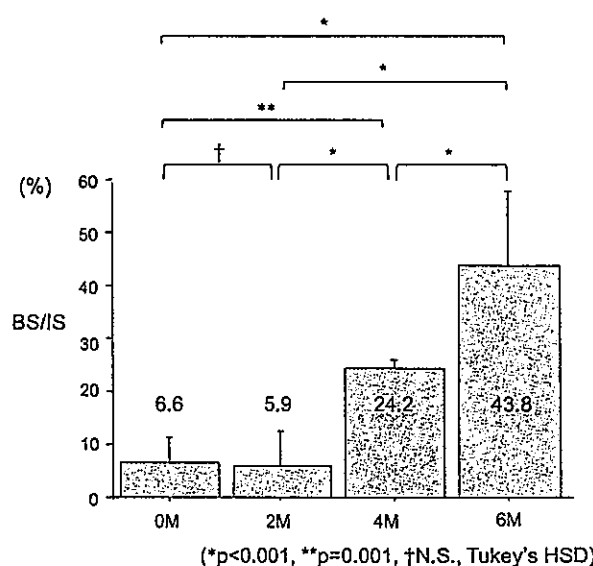 *
*
**
† * *
(%)
60
50
40
BS/IS
30
20
10
0
6.6 5.9 24.2 43.8
0M 2M 4M 6M
(*p<0.001, **p=0.001, †N.S., Tukey's HSD)